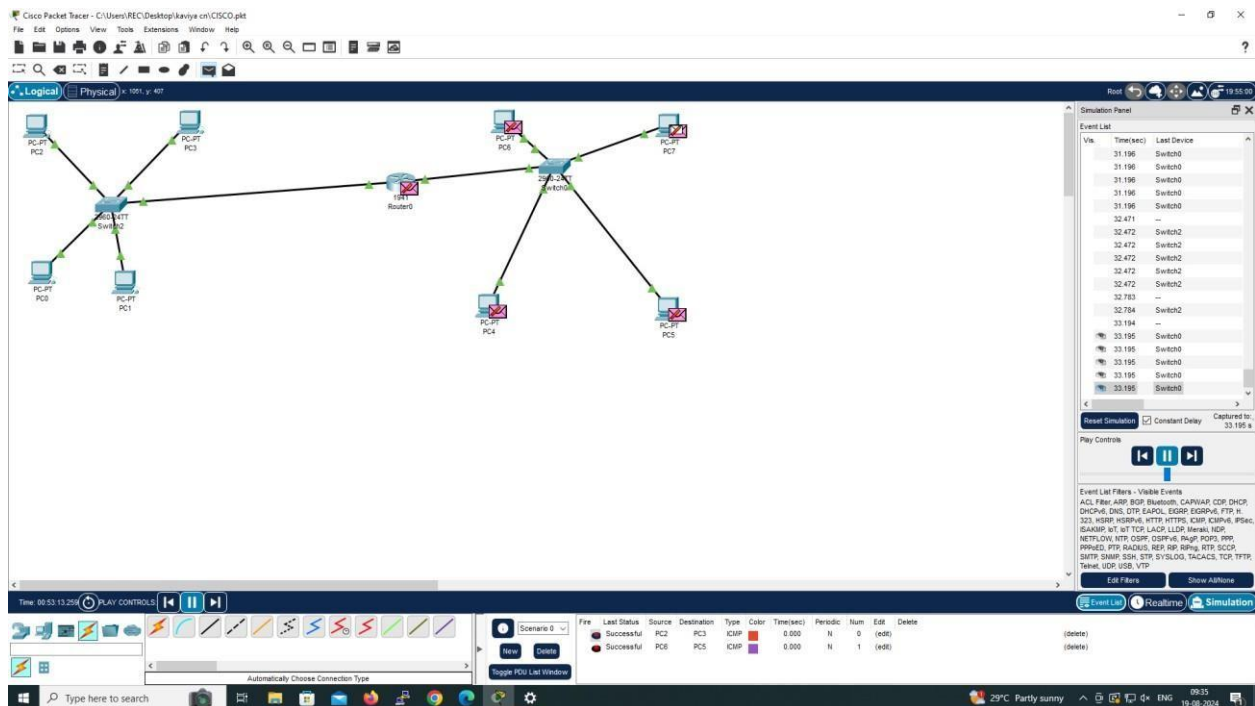 Cisco Packet Tracer - C:\Users\REC\Desktop\kaviya cn\CISCO.pkt
File Edit Options View Tools Extensions Window Help
?
Logical Physical x: 1051, y: 407
Root 19:55:00
PC-PT
PC2
PC-PT
PC3
2960-24TT
Switch2
PC-PT
PC0
PC-PT
PC1
1941
Router0
PC-PT
PC6
PC-PT
PC7
2960-24TT
Switch0
PC-PT
PC4
PC-PT
PC5
Simulation Panel
Event List
Vis. Time(sec) Last Device
31.196 Switch0
31.196 Switch0
31.196 Switch0
31.196 Switch0
31.196 Switch0
32.471 --
32.472 Switch2
32.472 Switch2
32.472 Switch2
32.472 Switch2
32.472 Switch2
32.783 --
32.784 Switch2
33.194 --
33.195 Switch0
33.195 Switch0
33.195 Switch0
33.195 Switch0
33.195 Switch0
Reset Simulation Constant Delay Captured to:
33.195 s
Play Controls
Event List Filters - Visible Events
ACL Filter, ARP, BGP, Bluetooth, CAPWAP, CDP, DHCP,
DHCPv6, DNS, DTP, EAPOL, EIGRP, EIGRPv6, FTP, H.
323, HSRP, HSRPv6, HTTP, HTTPS, ICMP, ICMPv6, IPSec,
ISAKMP, IoT, IoT TCP, LACP, LLDP, Meraki, NDP,
NETFLOW, NTP, OSPF, OSPFv6, PAgP, POP3, PPP,
PPPoED, PTP, RADIUS, REP, RIP, RIPng, RTP, SCCP,
SMTP, SNMP, SSH, STP, SYSLOG, TACACS, TCP, TFTP,
Telnet, UDP, USB, VTP
Edit Filters Show All/None
Time: 00:53:13.259 PLAY CONTROLS:
Event List Realtime Simulation
Scenario 0
New Delete
Toggle PDU List Window
Fire Last Status Source Destination Type Color Time(sec) Periodic Num Edit Delete
Successful PC2 PC3 ICMP 0.000 N 0 (edit) (delete)
Successful PC6 PC5 ICMP 0.000 N 1 (edit) (delete)
Automatically Choose Connection Type
Type here to search
29°C Partly sunny
ENG
09:35
19-08-2024